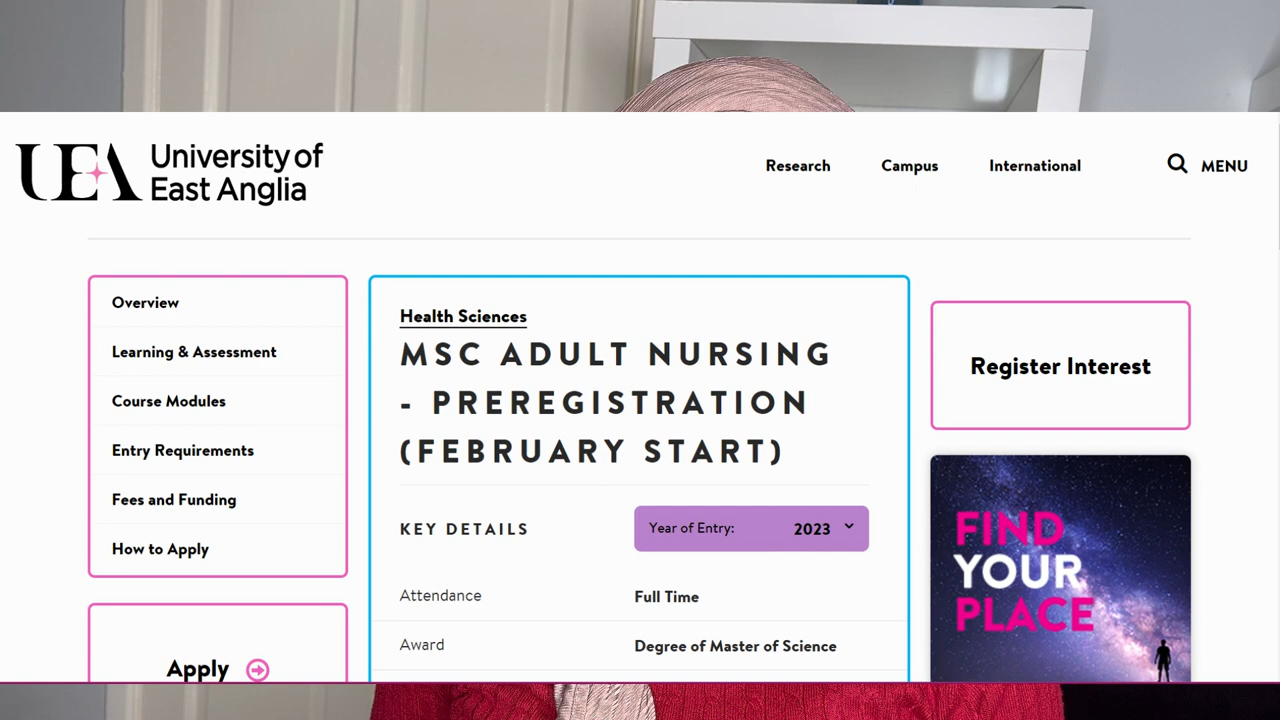 UEA University of
East Anglia
Research Campus International MENU
Overview
Learning & Assessment
Course Modules
Entry Requirements
Fees and Funding
How to Apply
Apply
Health Sciences
MSC ADULT NURSING
- PREREGISTRATION
(FEBRUARY START)
KEY DETAILS Year of Entry: 2023
Attendance Full Time
Award Degree of Master of Science
Register Interest
FIND
YOUR
PLACE